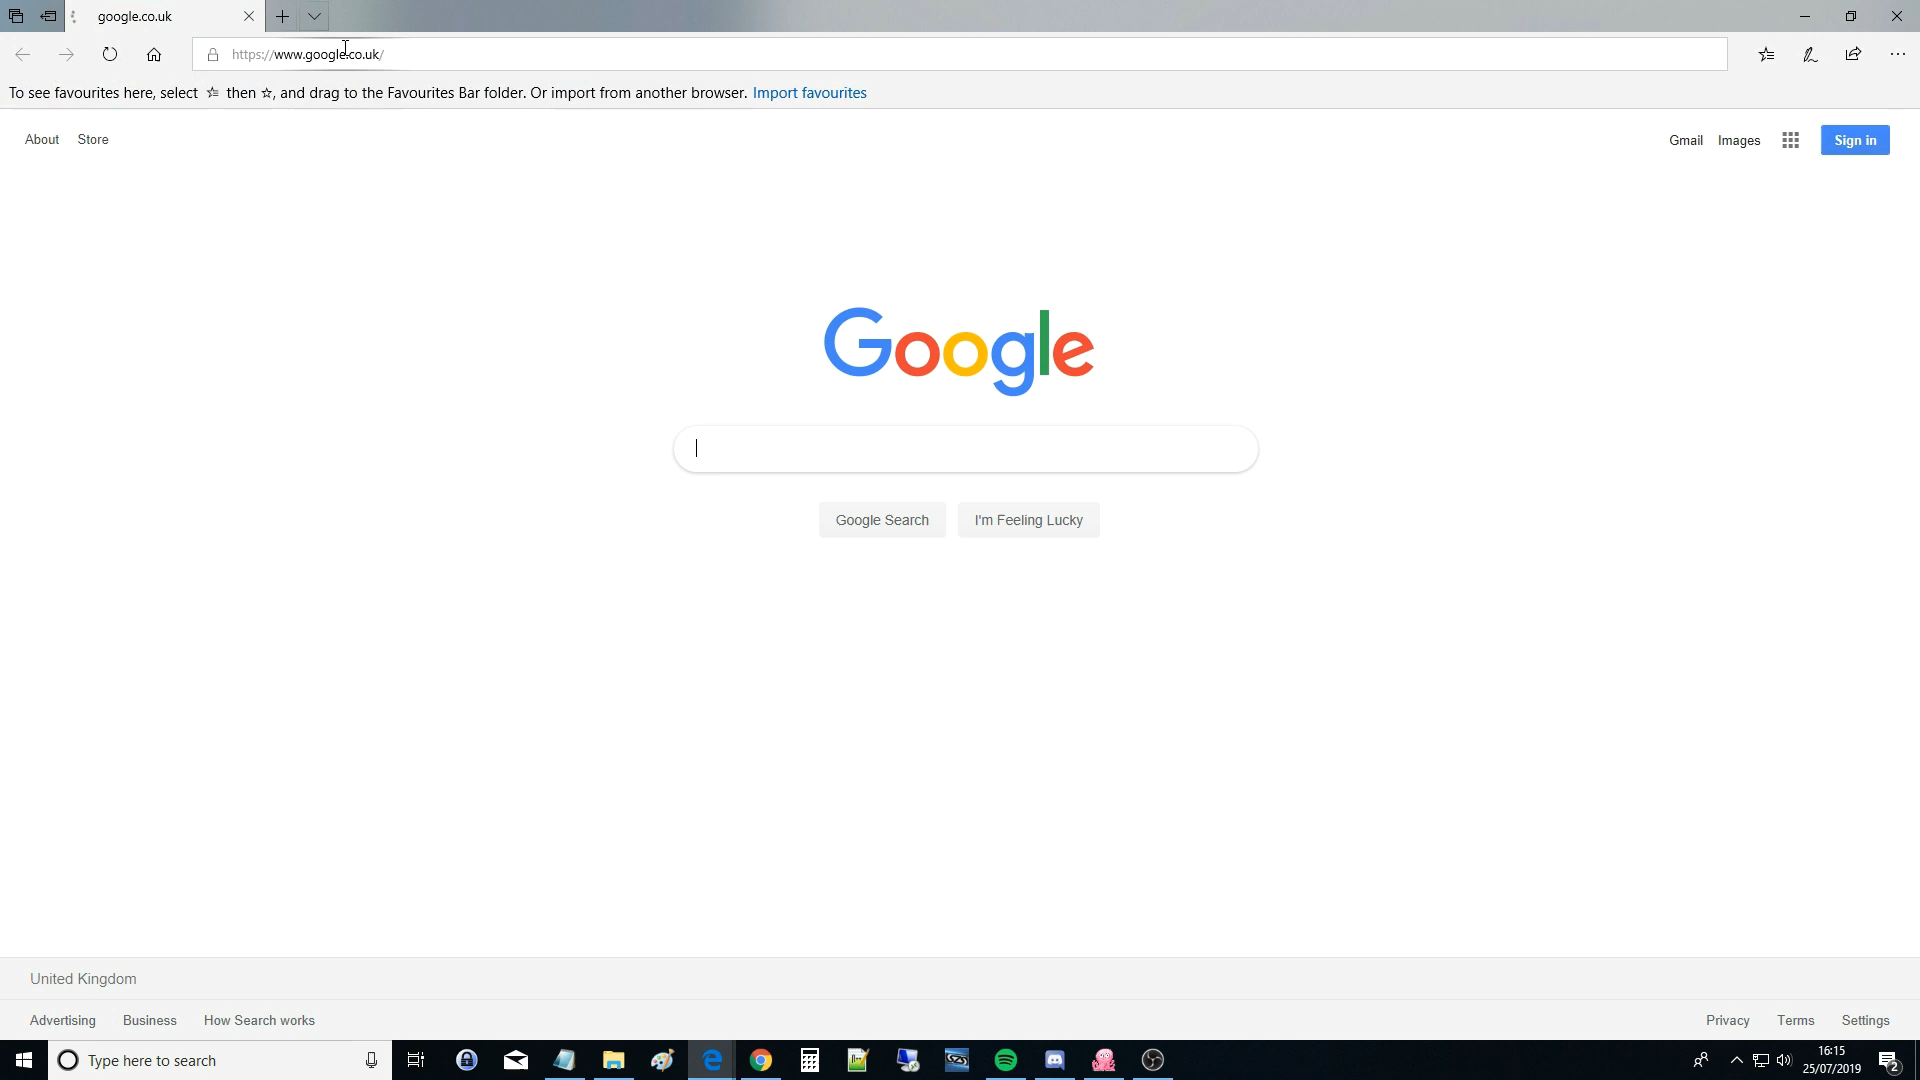 google.co.uk
https://www.google.co.uk/
To see favourites here, select ☆ then ☆, and drag to the Favourites Bar folder. Or import from another browser. Import favourites
About Store
Gmail Images Sign in
Google
Google Search I'm Feeling Lucky
United Kingdom
Advertising Business How Search works
Privacy Terms Settings
Type here to search
16:15
25/07/2019
2